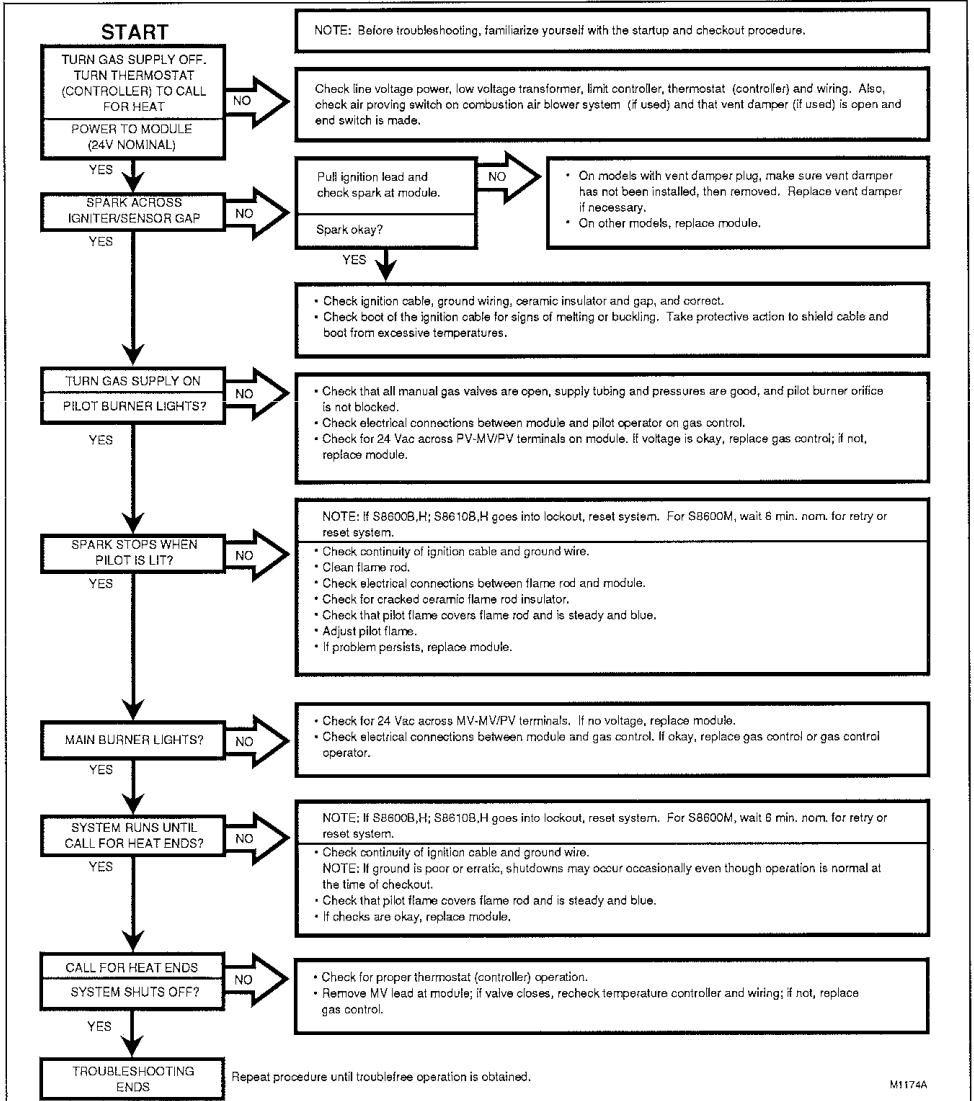 START
NOTE: Before troubleshooting, familiarize yourself with the startup and checkout procedure.
TURN GAS SUPPLY OFF.
TURN THERMOSTAT
(CONTROLLER) TO CALL
FOR HEAT
POWER TO MODULE
(24V NOMINAL)
NO
Check line voltage power, low voltage transformer, limit controller, thermostat (controller) and wiring. Also,
check air proving switch on combustion air blower system (if used) and that vent damper (if used) is open and
end switch is made.
YES
SPARK ACROSS
IGNITER/SENSOR GAP
NO
Pull ignition lead and
check spark at module.
Spark okay?
NO
• On models with vent damper plug, make sure vent damper
has not been installed, then removed. Replace vent damper
if necessary.
• On other models, replace module.
YES
YES
• Check ignition cable, ground wiring, ceramic insulator and gap, and correct.
• Check boot of the ignition cable for signs of melting or buckling. Take protective action to shield cable and
boot from excessive temperatures.
TURN GAS SUPPLY ON
PILOT BURNER LIGHTS?
NO
• Check that all manual gas valves are open, supply tubing and pressures are good, and pilot burner orifice
is not blocked.
• Check electrical connections between module and pilot operator on gas control.
• Check for 24 Vac across PV-MV/PV terminals on module. If voltage is okay, replace gas control; if not,
replace module.
YES
SPARK STOPS WHEN
PILOT IS LIT?
NO
NOTE: If S8600B,H; S8610B,H goes into lockout, reset system. For S8600M, wait 6 min. nom. for retry or
reset system.
• Check continuity of ignition cable and ground wire.
• Clean flame rod.
• Check electrical connections between flame rod and module.
• Check for cracked ceramic flame rod insulator.
• Check that pilot flame covers flame rod and is steady and blue.
• Adjust pilot flame.
• If problem persists, replace module.
YES
MAIN BURNER LIGHTS?
NO
• Check for 24 Vac across MV-MV/PV terminals. If no voltage, replace module.
• Check electrical connections between module and gas control. If okay, replace gas control or gas control
operator.
YES
SYSTEM RUNS UNTIL
CALL FOR HEAT ENDS?
NO
NOTE: If S8600B,H; S8610B,H goes into lockout, reset system. For S8600M, wait 6 min. nom. for retry or
reset system.
• Check continuity of ignition cable and ground wire.
NOTE: If ground is poor or erratic, shutdowns may occur occasionally even though operation is normal at
the time of checkout.
• Check that pilot flame covers flame rod and is steady and blue.
• If checks are okay, replace module.
YES
CALL FOR HEAT ENDS
SYSTEM SHUTS OFF?
NO
• Check for proper thermostat (controller) operation.
• Remove MV lead at module; if valve closes, recheck temperature controller and wiring; if not, replace
gas control.
YES
TROUBLESHOOTING
ENDS
Repeat procedure until troublefree operation is obtained.
M1174A